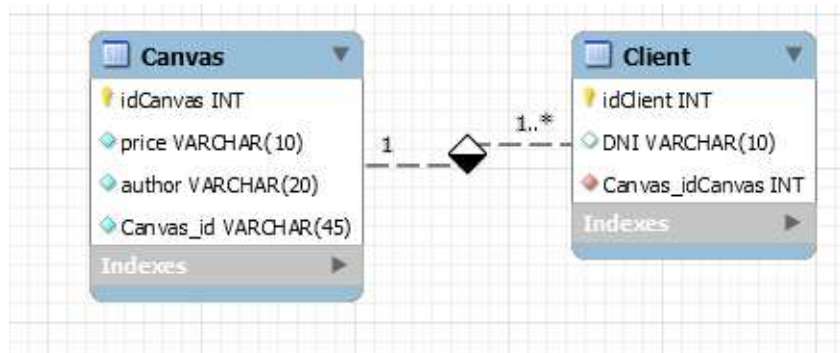 Canvas
idCanvas INT
price VARCHAR(10)
author VARCHAR(20)
Canvas_id VARCHAR(45)
Indexes
1
1..*
Client
idClient INT
DNI VARCHAR(10)
Canvas_idCanvas INT
Indexes